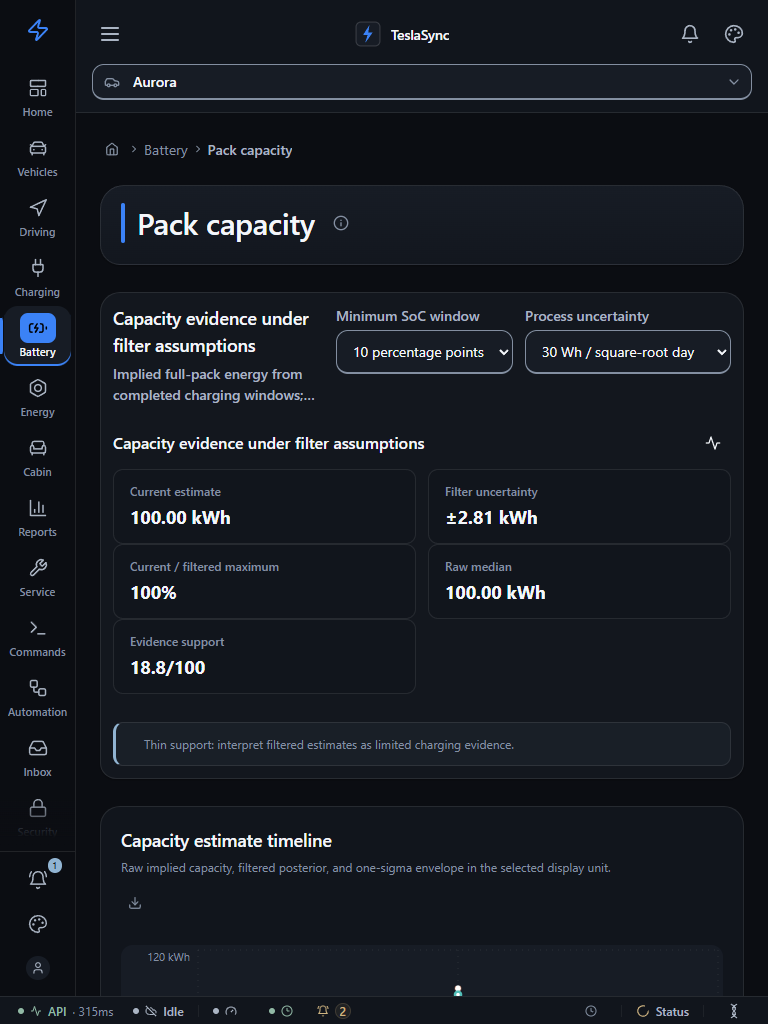 TeslaSync
Aurora
Home
Vehicles
Driving
Charging
Battery
Energy
Cabin
Reports
Service
Commands
Automation
Inbox
Security
1
Battery
Pack capacity
Pack capacity
Capacity evidence under
filter assumptions
Implied full-pack energy from
completed charging windows;...
Minimum SoC window
10 percentage points
Process uncertainty
30 Wh / square-root day
Capacity evidence under filter assumptions
Current estimate
100.00 kWh
Filter uncertainty
±2.81 kWh
Current / filtered maximum
100%
Raw median
100.00 kWh
Evidence support
18.8/100
Thin support: interpret filtered estimates as limited charging evidence.
Capacity estimate timeline
Raw implied capacity, filtered posterior, and one-sigma envelope in the selected display unit.
120 kWh
API · 315ms
Idle
2
Status